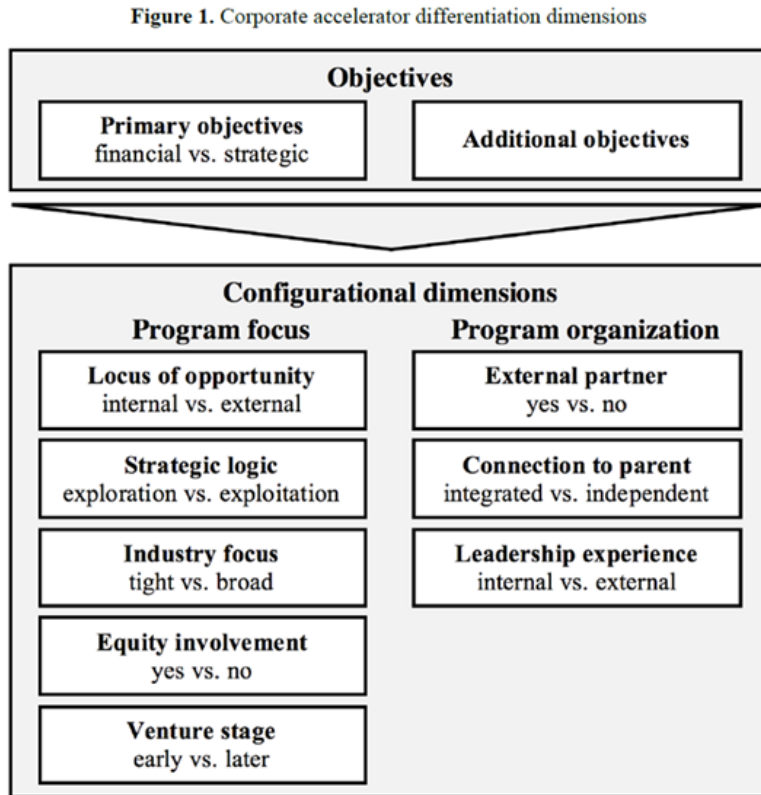 Figure 1. Corporate accelerator differentiation dimensions
Objectives
Primary objectives
financial vs. strategic
Additional objectives
Configurational dimensions
Program focus
Locus of opportunity
internal vs. external
Strategic logic
exploration vs. exploitation
Industry focus
tight vs. broad
Equity involvement
yes vs. no
Venture stage
early vs. later
Program organization
External partner
yes vs. no
Connection to parent
integrated vs. independent
Leadership experience
internal vs. external